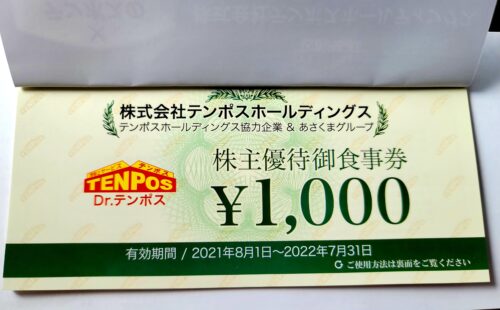 株式会社テンポスホールディングス
テンポスホールディングス協力企業 & あさくまグループ
株主優待御食事券
テンポス
TENPOS
Dr.テンポス
¥1,000
有効期間 / 2021年8月1日〜2022年7月31日
ご使用方法は裏面をご覧ください